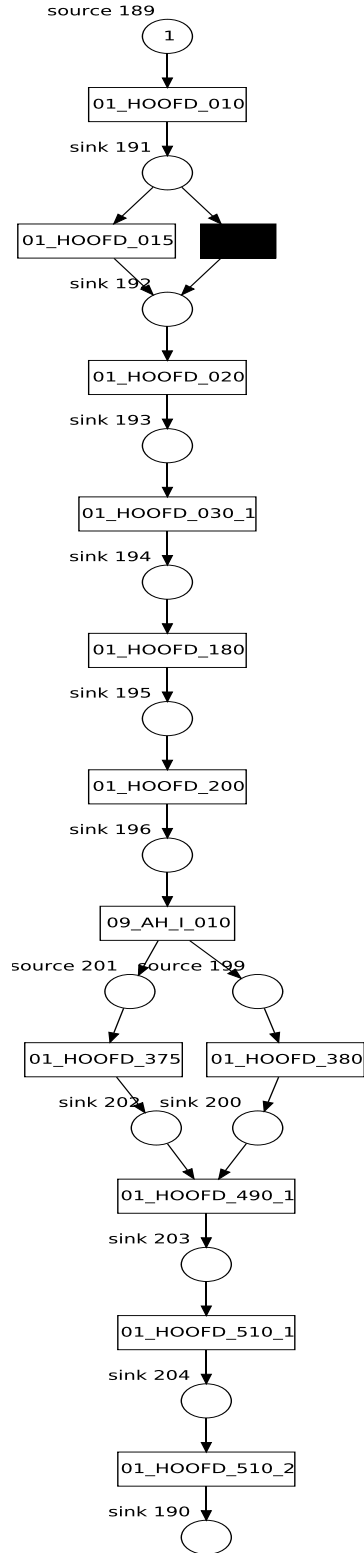 source 189
1
01_HOOFD_010
sink 191
01_HOOFD_015
sink 192
01_HOOFD_020
sink 193
01_HOOFD_030_1
sink 194
01_HOOFD_180
sink 195
01_HOOFD_200
sink 196
09_AH_I_010
source 201
source 199
01_HOOFD_375
01_HOOFD_380
sink 202
sink 200
01_HOOFD_490_1
sink 203
01_HOOFD_510_1
sink 204
01_HOOFD_510_2
sink 190